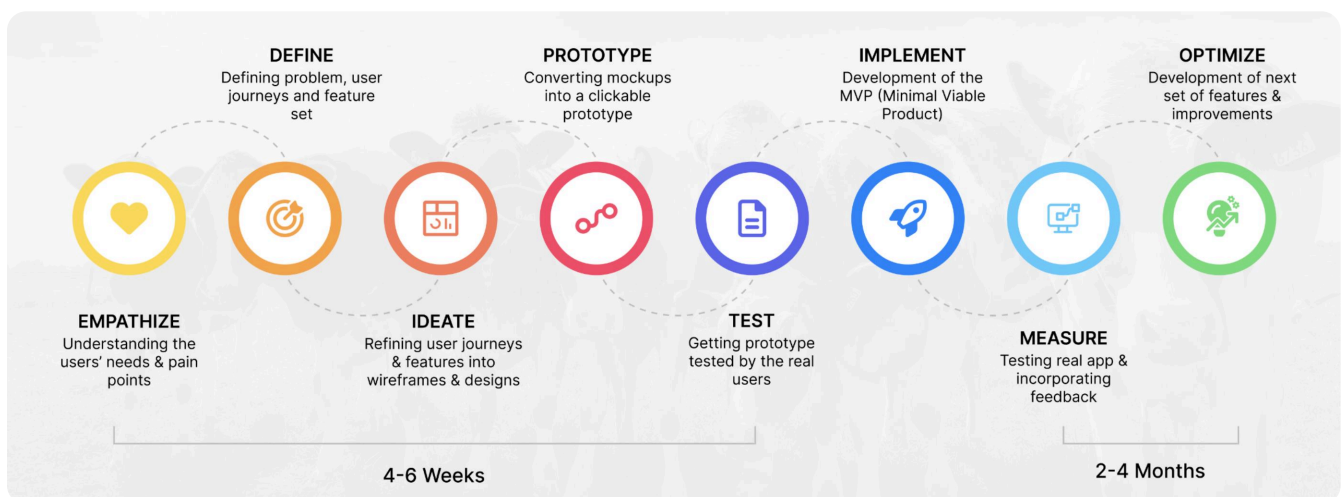 DEFINE
Defining problem, user
journeys and feature
set
PROTOTYPE
Converting mockups
into a clickable
prototype
IMPLEMENT
Development of the
MVP (Minimal Viable
Product)
OPTIMIZE
Development of next
set of features &
improvements
EMPATHIZE
Understanding the
users’ needs & pain
points
IDEATE
Refining user journeys
& features into
wireframes & designs
TEST
Getting prototype
tested by the real
users
MEASURE
Testing real app &
incorporating
feedback
4-6 Weeks
2-4 Months